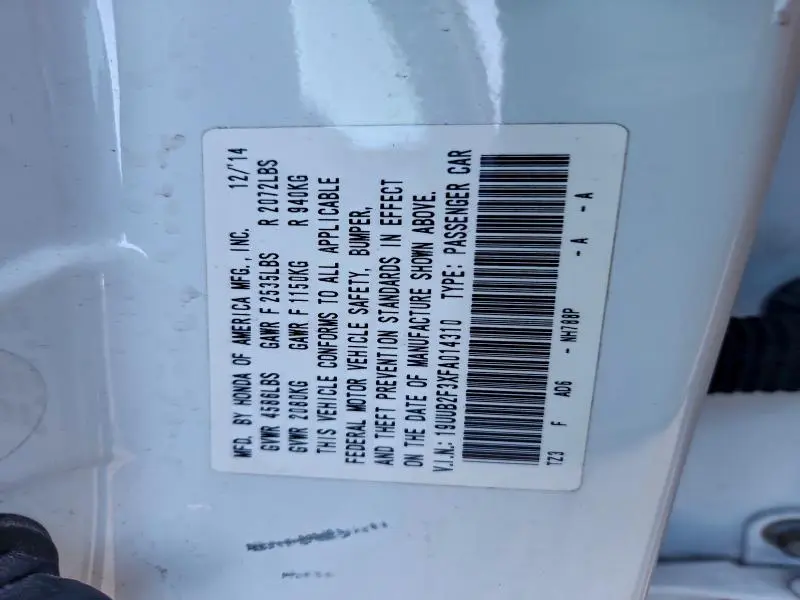 MFD. BY HONDA OF AMERICA MFG., INC. 12/'14
GVWR 4586LBS GAWR F 2535LBS R 2072LBS
GVWR 2080KG GAWR F 1150KG R 940KG
THIS VEHICLE CONFORMS TO ALL APPLICABLE
FEDERAL MOTOR VEHICLE SAFETY, BUMPER,
AND THEFT PREVENTION STANDARDS IN EFFECT
ON THE DATE OF MANUFACTURE SHOWN ABOVE.
V.I.N.: 19UUB2F3XFA014310 TYPE: PASSENGER CAR
TZ3 F AD6 - NH788P - A - A